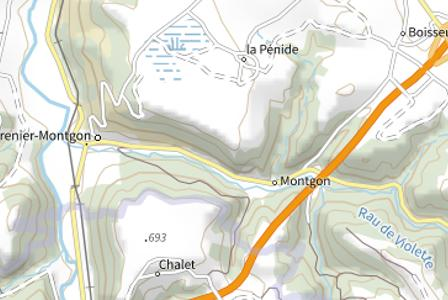 la Pénide
Boisse
renier-Montgon
Montgon
Rau de Violette
.693
Chalet